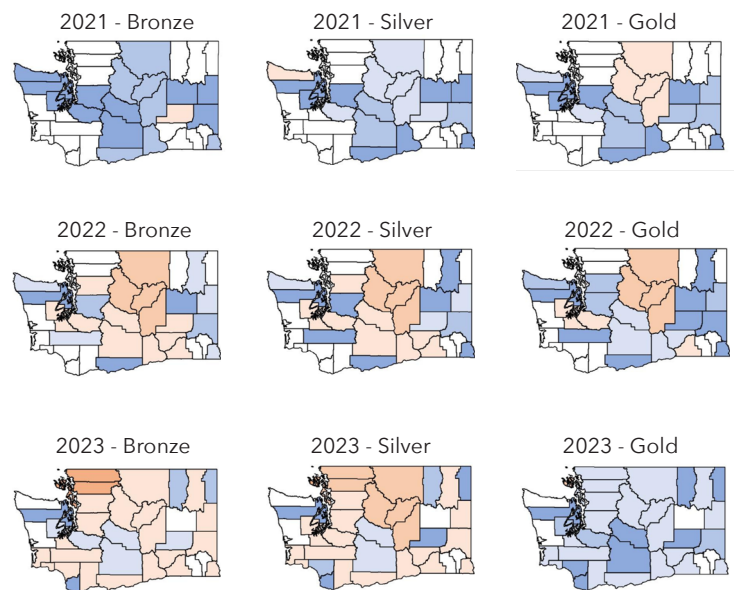 2021 - Bronze
2021 - Silver
2021 - Gold
2022 - Bronze
2022 - Silver
2022 - Gold
2023 - Bronze
2023 - Silver
2023 - Gold